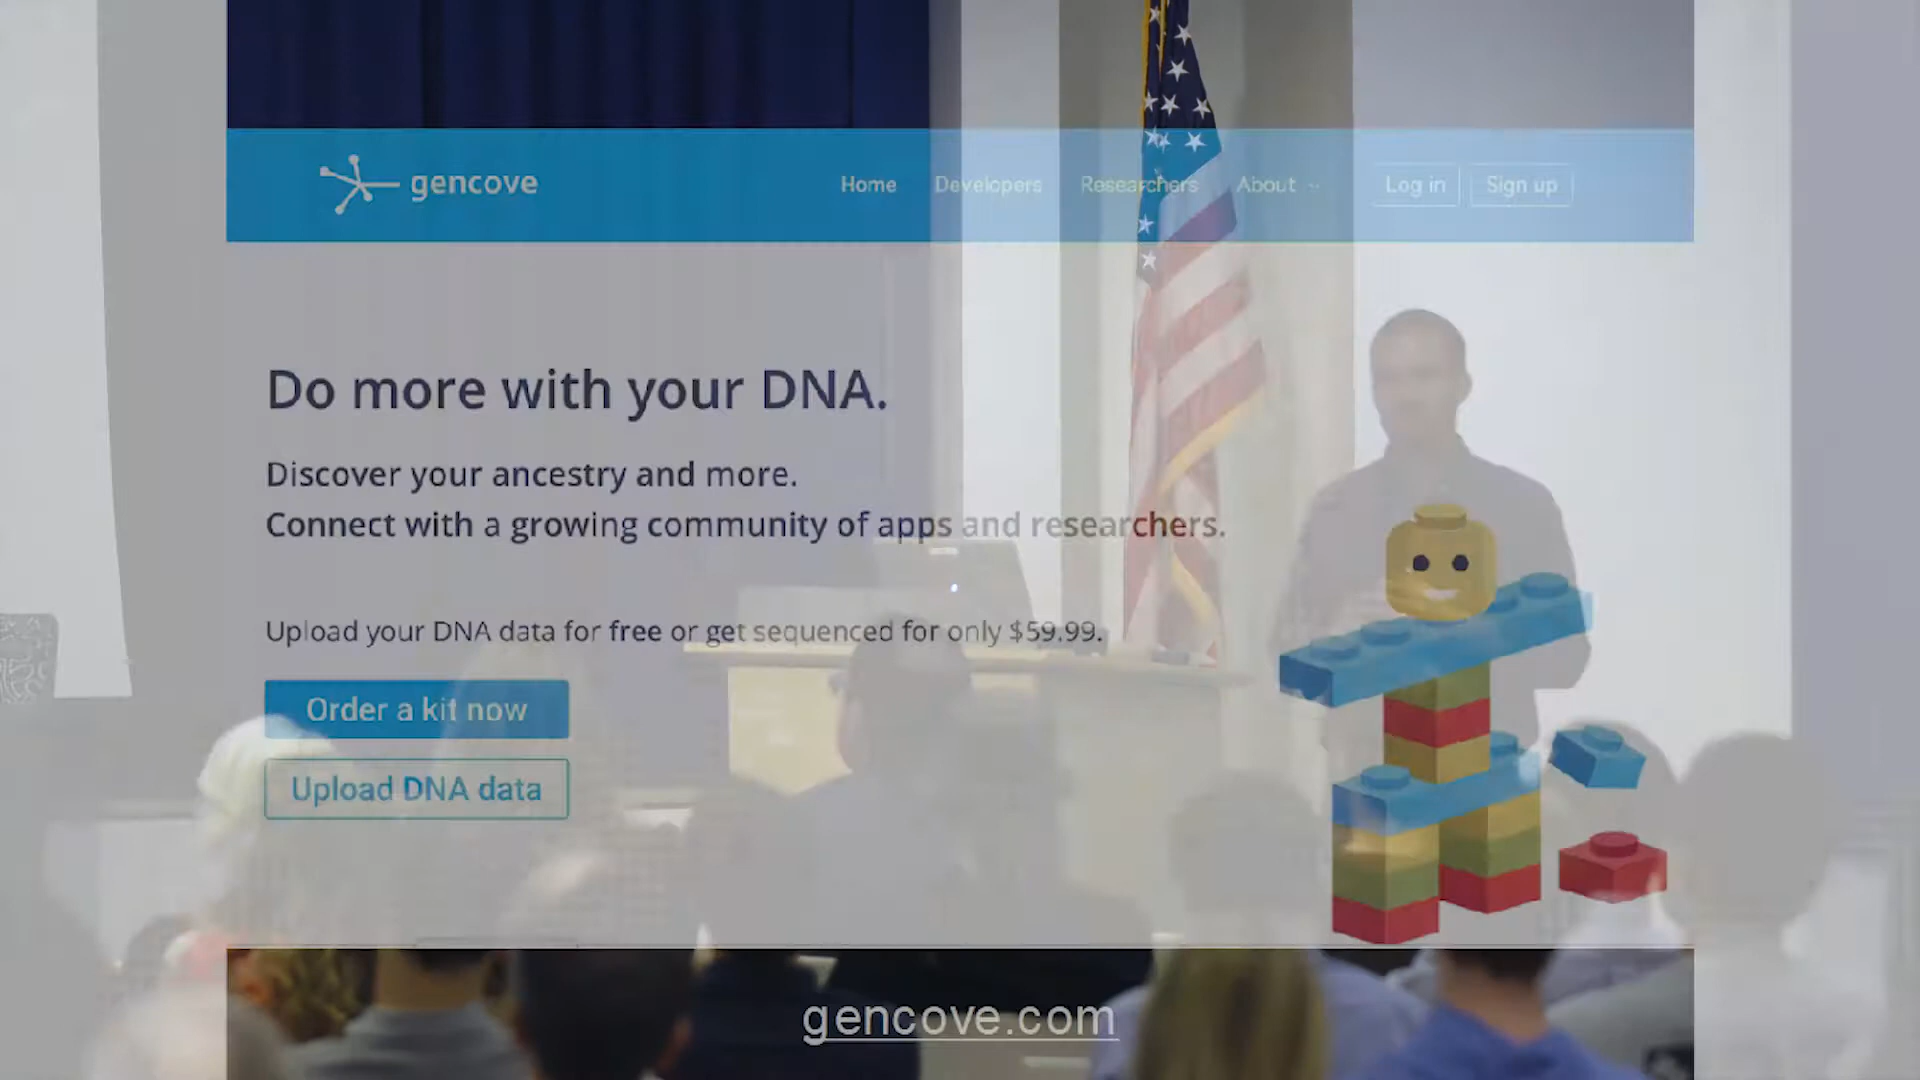 gencove
Home Developers Researchers About Log in Sign up
Do more with your DNA.
Discover your ancestry and more.
Connect with a growing community of apps and researchers.
Upload your DNA data for free or get sequenced for only $59.99.
Order a kit now
Upload DNA data
gencove.com